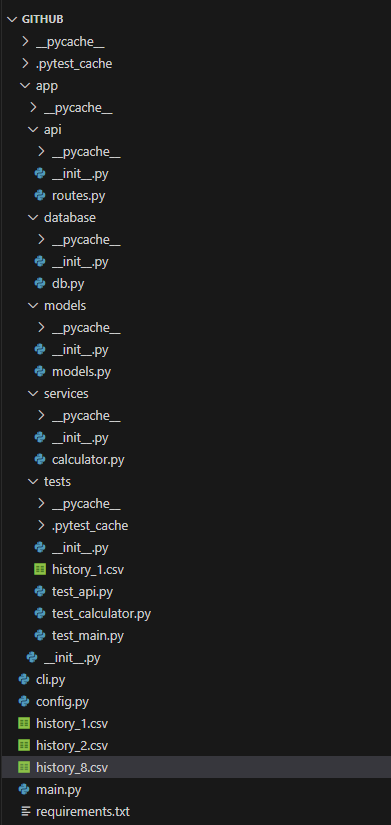 GITHUB
__pycache__
.pytest_cache
app
__pycache__
api
__pycache__
__init__.py
routes.py
database
__pycache__
__init__.py
db.py
models
__pycache__
__init__.py
models.py
services
__pycache__
__init__.py
calculator.py
tests
__pycache__
.pytest_cache
__init__.py
history_1.csv
test_api.py
test_calculator.py
test_main.py
__init__.py
cli.py
config.py
history_1.csv
history_2.csv
history_8.csv
main.py
requirements.txt